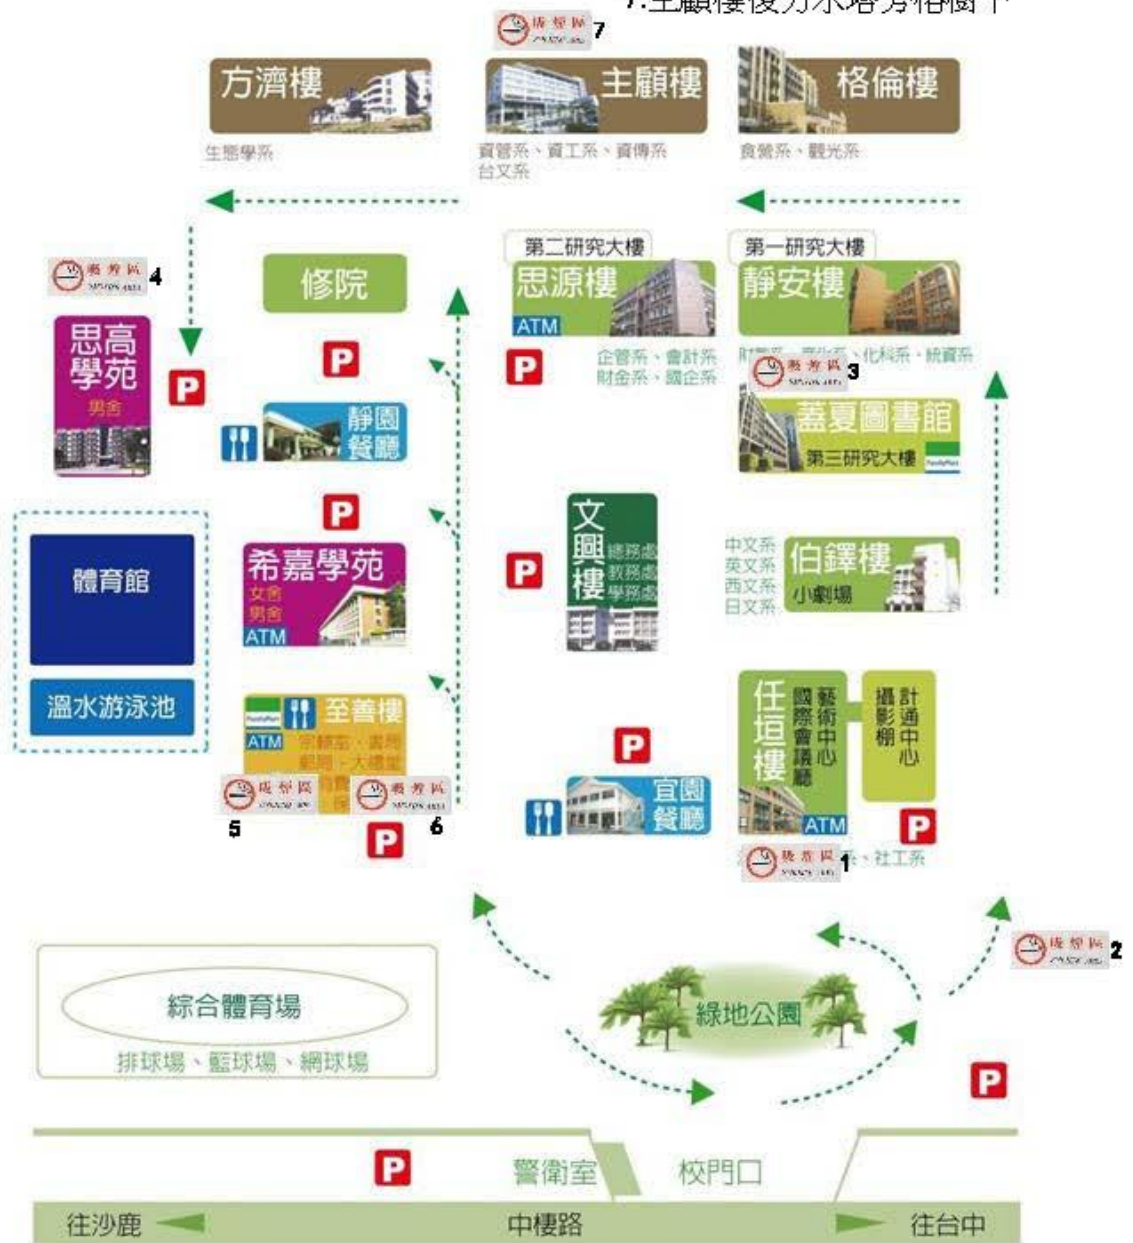 7.主顧樓後方水塔旁榕樹下
吸煙區
7
方濟樓
主顧樓
格倫樓
生態學系
資管系、資工系、資傳系
台文系
食營系、觀光系
第二研究大樓
第一研究大樓
吸煙區
4
修院
思源樓
ATM
靜安樓
企管系、會計系
財金系、國企系
化科系、統資系
思高
學苑
男舍
P
P
P
吸煙區
3
靜園
餐廳
蓋夏圖書館
第三研究大樓
FamilyMart
P
文興樓
總務處
教務處
學務處
P
中文系
英文系
西文系
日文系
伯鐸樓
小劇場
體育館
希嘉學苑
女舍
男舍
ATM
溫水游泳池
FamilyMart
至善樓
ATM
任垣樓
藝術中心
國際會議廳
計通中心
攝影棚
P
吸煙區
5
吸煙區
6
宜園
餐廳
ATM
P
P
吸煙區
1
系、社工系
吸煙區
2
綜合體育場
排球場、籃球場、網球場
綠地公園
P
P
警衛室
校門口
往沙鹿
中棲路
往台中